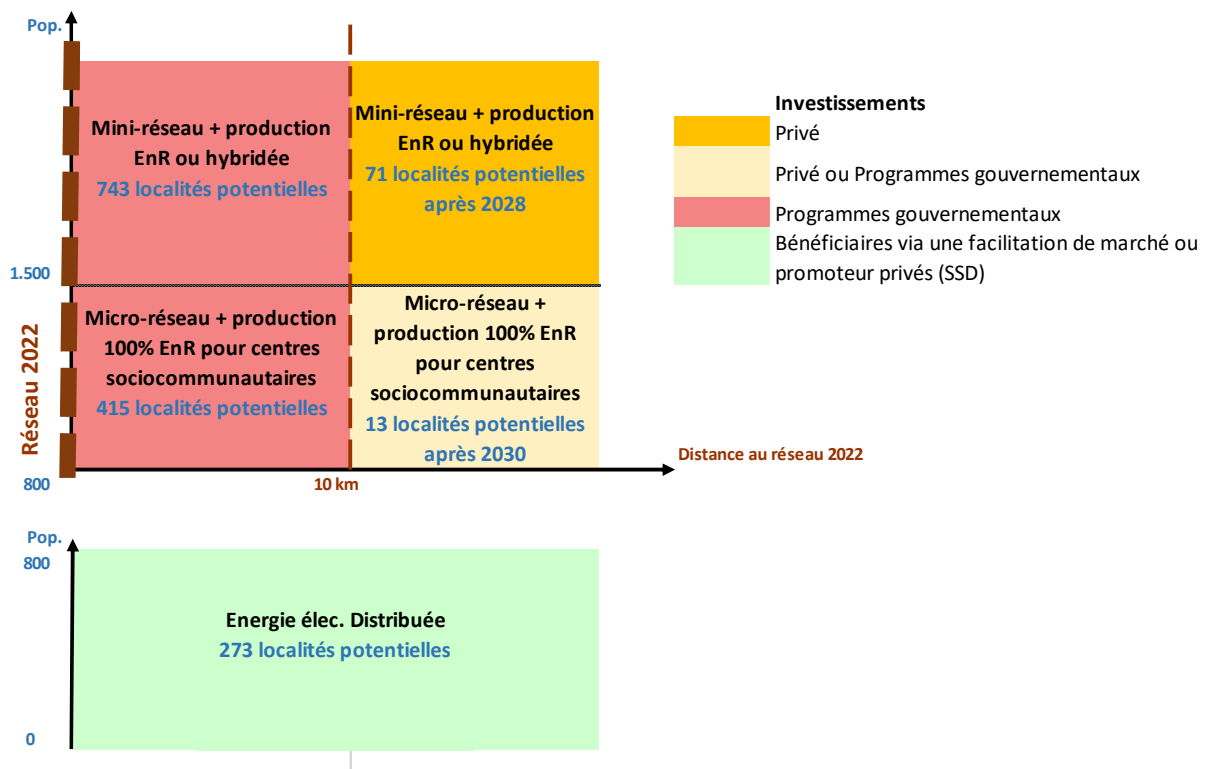 Pop.
Mini-réseau + production
EnR ou hybridée
743 localités potentielles
Mini-réseau + production
EnR ou hybridée
71 localités potentielles
après 2028
1.500
Micro-réseau + production
100% EnR pour centres
sociocommunautaires
415 localités potentielles
Micro-réseau +
production 100% EnR
pour centres
sociocommunautaires
13 localités potentielles
après 2030
Réseau 2022
800
10 km
Distance au réseau 2022
Investissements
Privé
Privé ou Programmes gouvernementaux
Programmes gouvernementaux
Bénéficiaires via une facilitation de marché ou
promoteur privés (SSD)
Pop.
800
Energie élec. Distribuée
273 localités potentielles
0